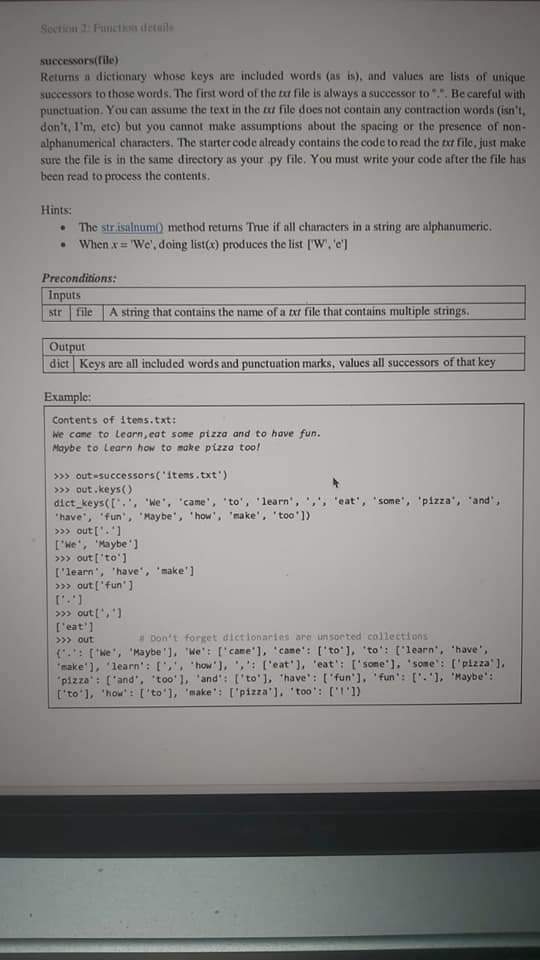 Section 2: Function details
successors(file)
Returns a dictionary whose keys are included words (as is), and values are lists of unique
successors to those words. The first word of the txt file is always a successor to ".". Be careful with
punctuation. You can assume the text in the txt file does not contain any contraction words (isn't,
don't, I'm, etc) but you cannot make assumptions about the spacing or the presence of non-
alphanumerical characters. The starter code already contains the code to read the txt file, just make
sure the file is in the same directory as your .py file. You must write your code after the file has
been read to process the contents.
Hints:
• The str.isalnum() method returns True if all characters in a string are alphanumeric.
• When x = 'We', doing list(x) produces the list ['W', 'e']
Preconditions:
Inputs
str file A string that contains the name of a txt file that contains multiple strings.
Output
dict Keys are all included words and punctuation marks, values all successors of that key
Example:
Contents of items.txt:
We came to learn,eat some pizza and to have fun.
Maybe to learn how to make pizza too!
>>> out=successors('items.txt')
>>> out.keys()
dict_keys(['.', 'We', 'came', 'to', 'learn', ',', 'eat', 'some', 'pizza', 'and',
'have', 'fun', 'Maybe', 'how', 'make', 'too'])
>>> out['.']
['We', 'Maybe']
>>> out['to']
['learn', 'have', 'make']
>>> out['fun']
['.']
>>> out[',']
['eat']
>>> out # Don't forget dictionaries are unsorted collections
{'.': ['We', 'Maybe'], 'We': ['came'], 'came': ['to'], 'to': ['learn', 'have',
'make'], 'learn': [',', 'how'], ',': ['eat'], 'eat': ['some'], 'some': ['pizza'],
'pizza': ['and', 'too'], 'and': ['to'], 'have': ['fun'], 'fun': ['.'], 'Maybe':
['to'], 'how': ['to'], 'make': ['pizza'], 'too': ['!']}